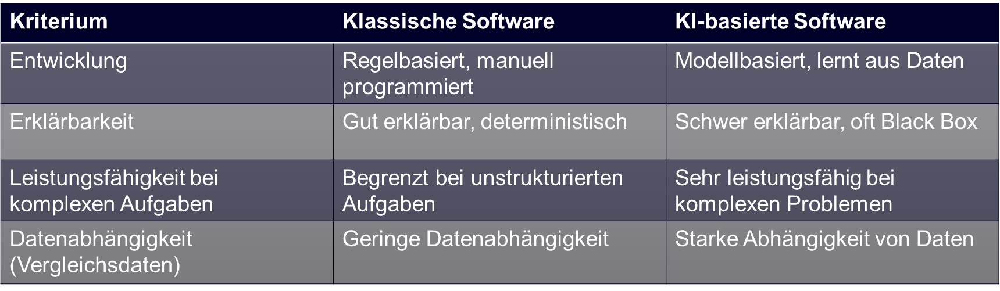 Kriterium
Klassische Software
KI-basierte Software
Entwicklung
Regelbasiert, manuell
programmiert
Modellbasiert, lernt aus Daten
Erklärbarkeit
Gut erklärbar, deterministisch
Schwer erklärbar, oft Black Box
Leistungsfähigkeit bei
komplexen Aufgaben
Begrenzt bei unstrukturierten
Aufgaben
Sehr leistungsfähig bei
komplexen Problemen
Datenabhängigkeit
(Vergleichsdaten)
Geringe Datenabhängigkeit
Starke Abhängigkeit von Daten